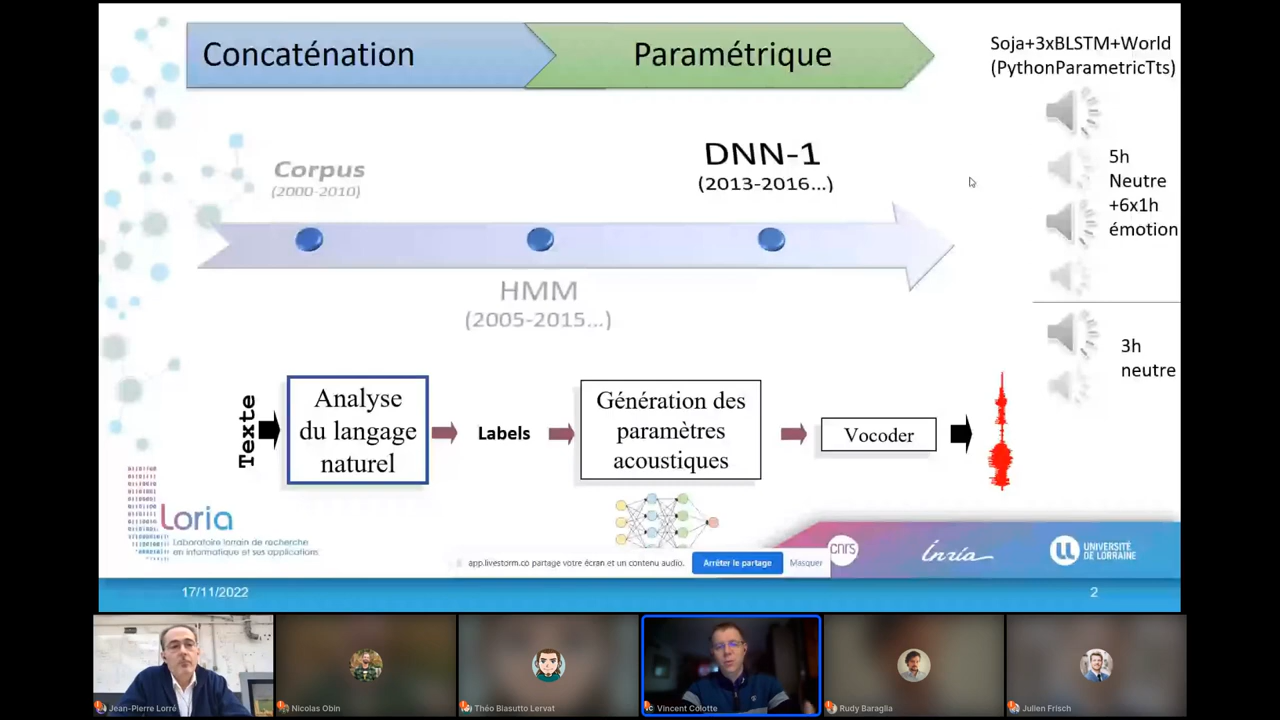 Concaténation
Paramétrique
Soja+3xBLSTM+World
(PythonParametricTts)
Corpus
(2000-2010)
DNN-1
(2013-2016...)
HMM
(2005-2015...)
5h
Neutre
+6x1h
émotion
3h
neutre
Texte
Analyse
du langage
naturel
Labels
Génération des
paramètres
acoustiques
Vocoder
Loria
Laboratoire lorrain de recherche
en informatique et ses applications
app.livestorm.co partage votre écran et un contenu audio.
Arrêter le partage
Masquer
cnrs
Inria
UNIVERSITÉ
DE LORRAINE
17/11/2022
2
Jean-Pierre Lorré
Nicolas Obin
Théo Biasutto Lervat
Vincent Colotte
Rudy Baraglia
Julien Frisch